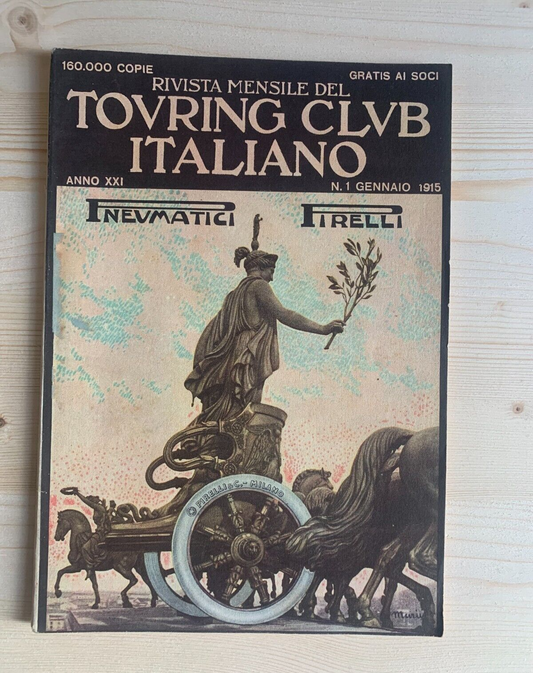 160.000 COPIE
GRATIS AI SOCI
RIVISTA MENSILE DEL
TOVRING CLVB
ITALIANO
ANNO XXI
N. 1 GENNAIO 1915
PNEVMATICI PIRELLI
PIRELLI & C. - MILANO